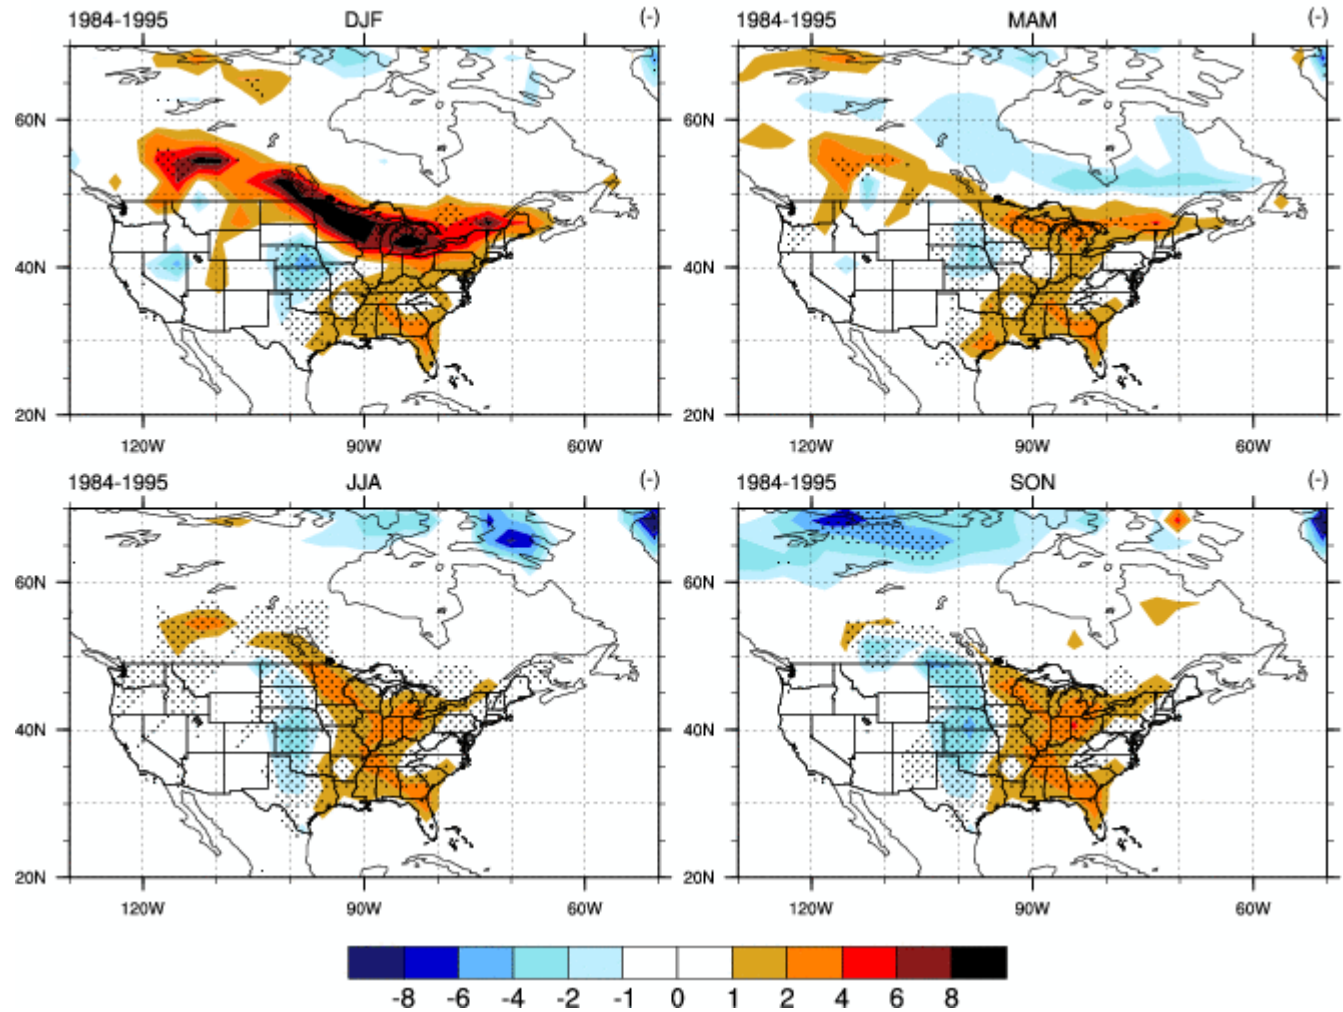 1984-1995 DJF (-)
1984-1995 MAM (-)
60N
40N
20N
120W 90W 60W
60N
40N
20N
120W 90W 60W
1984-1995 JJA (-)
1984-1995 SON (-)
60N
40N
20N
120W 90W 60W
60N
40N
20N
120W 90W 60W
-8 -6 -4 -2 -1 0 1 2 4 6 8